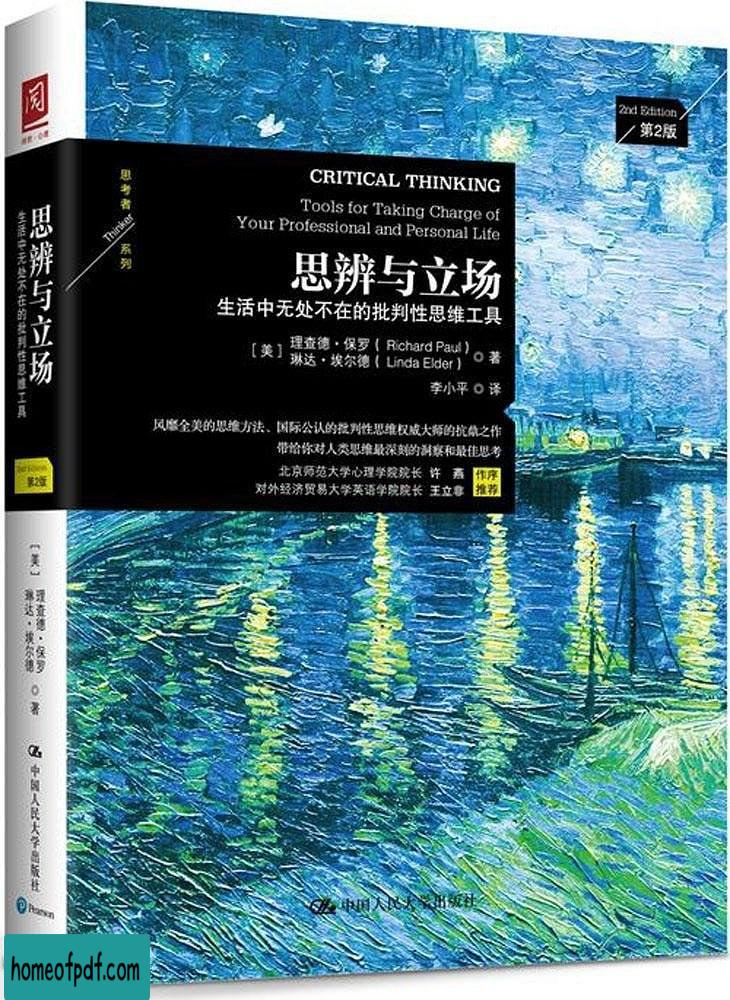 阅
思辨与立场
生活中无处不在的批判性思维工具
2nd Edition
第2版
[美]
理查德·保罗
琳达·埃尔德 ◎ 著
中国人民大学出版社
Pearson
2nd Edition
第2版
思考者
Thinker
系列
CRITICAL THINKING
Tools for Taking Charge of
Your Professional and Personal Life
思辨与立场
生活中无处不在的批判性思维工具
[美] 理查德·保罗(Richard Paul)
琳达·埃尔德(Linda Elder) ◎ 著
李小平 ◎ 译
风靡全美的思维方法、国际公认的批判性思维权威大师的扛鼎之作
带给你对人类思维最深刻的洞察和最佳思考
北京师范大学心理学院院长 许燕 作序
对外经济贸易大学英语学院院长 王立非 推荐
中国人民大学出版社
homeofpdf.com